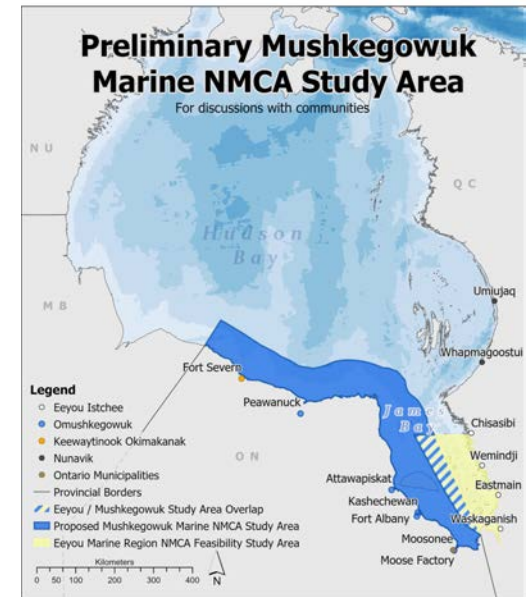 Preliminary Mushkegowuk
Marine NMCA Study Area
For discussions with communities
NU
QC
Hudson
Bay
Umiujaq
MB
Whapmagoostui
Fort Severn
Legend
Eeyou Istchee
Omushkegowuk
Keewaytinook Okimakanak
Nunavik
Ontario Municipalities
Provincial Borders
Eeyou / Mushkegowuk Study Area Overlap
Proposed Mushkegowuk Marine NMCA Study Area
Eeyou Marine Region NMCA Feasibility Study Area
Kilometers
0 50 100 200 300 400
N
Peawanuck
ON
James
Bay
Chisasibi
Wemindji
Eastmain
Attawapiskat
Kashechewan
Fort Albany
Waskaganish
Moosonee
Moose Factory